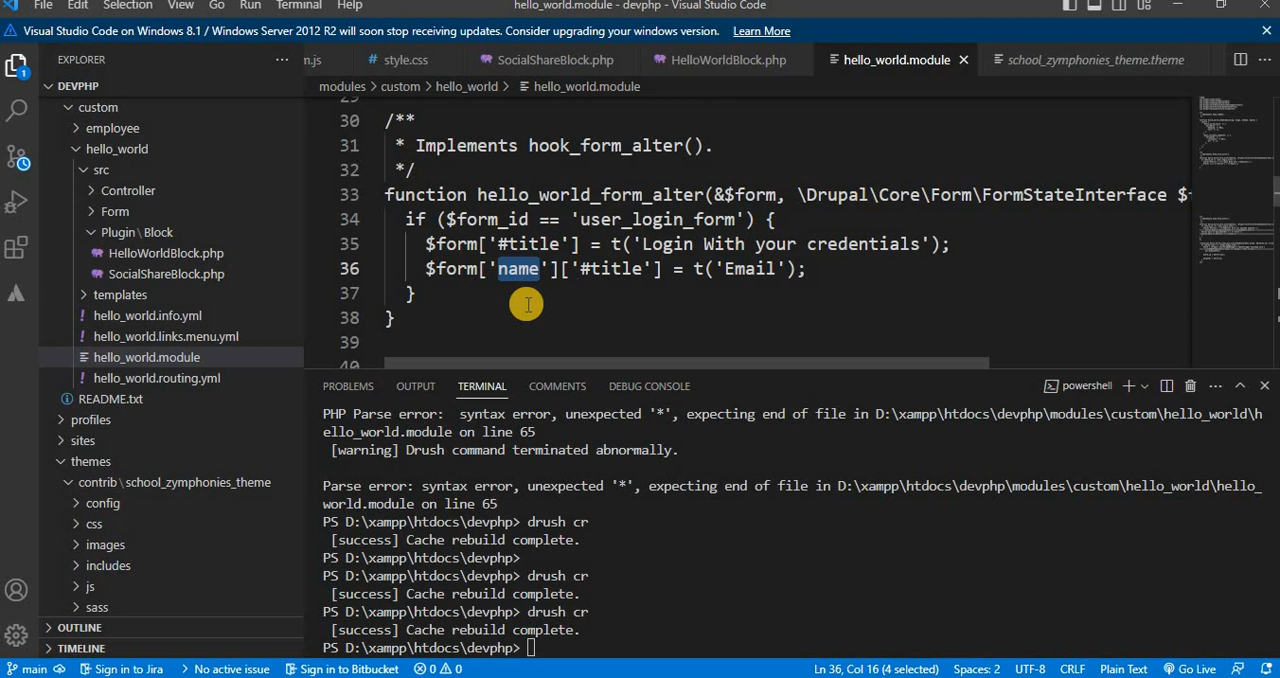 File Edit Selection View Go Run Terminal Help hello_world.module - devphp - Visual Studio Code
Visual Studio Code on Windows 8.1 / Windows Server 2012 R2 will soon stop receiving updates. Consider upgrading your windows version. Learn More
EXPLORER
n.js style.css SocialShareBlock.php HelloWorldBlock.php hello_world.module school_zymphonies_theme.theme
DEVPHP
modules > custom > hello_world > hello_world.module
custom
employee
hello_world
src
Controller
Form
Plugin\Block
HelloWorldBlock.php
SocialShareBlock.php
templates
hello_world.info.yml
hello_world.links.menu.yml
hello_world.module
hello_world.routing.yml
README.txt
profiles
sites
themes
contrib\school_zymphonies_theme
config
css
images
includes
js
sass
OUTLINE
TIMELINE
29
30 /**
31 * Implements hook_form_alter().
32 */
33 function hello_world_form_alter(&$form, \Drupal\Core\Form\FormStateInterface $f
34 if ($form_id == 'user_login_form') {
35 $form['#title'] = t('Login With your credentials');
36 $form['name']['#title'] = t('Email');
37 }
38 }
39
40
PROBLEMS OUTPUT TERMINAL COMMENTS DEBUG CONSOLE powershell
PHP Parse error:  syntax error, unexpected '*', expecting end of file in D:\xampp\htdocs\devphp\modules\custom\hello_world\h
ello_world.module on line 65
[warning] Drush command terminated abnormally.
Parse error: syntax error, unexpected '*', expecting end of file in D:\xampp\htdocs\devphp\modules\custom\hello_world\hello_
world.module on line 65
PS D:\xampp\htdocs\devphp> drush cr
[success] Cache rebuild complete.
PS D:\xampp\htdocs\devphp>
PS D:\xampp\htdocs\devphp> drush cr
[success] Cache rebuild complete.
PS D:\xampp\htdocs\devphp> drush cr
[success] Cache rebuild complete.
PS D:\xampp\htdocs\devphp>
main Sign in to Jira No active issue Sign in to Bitbucket 0 0 Ln 36, Col 16 (4 selected) Spaces: 2 UTF-8 CRLF Plain Text Go Live